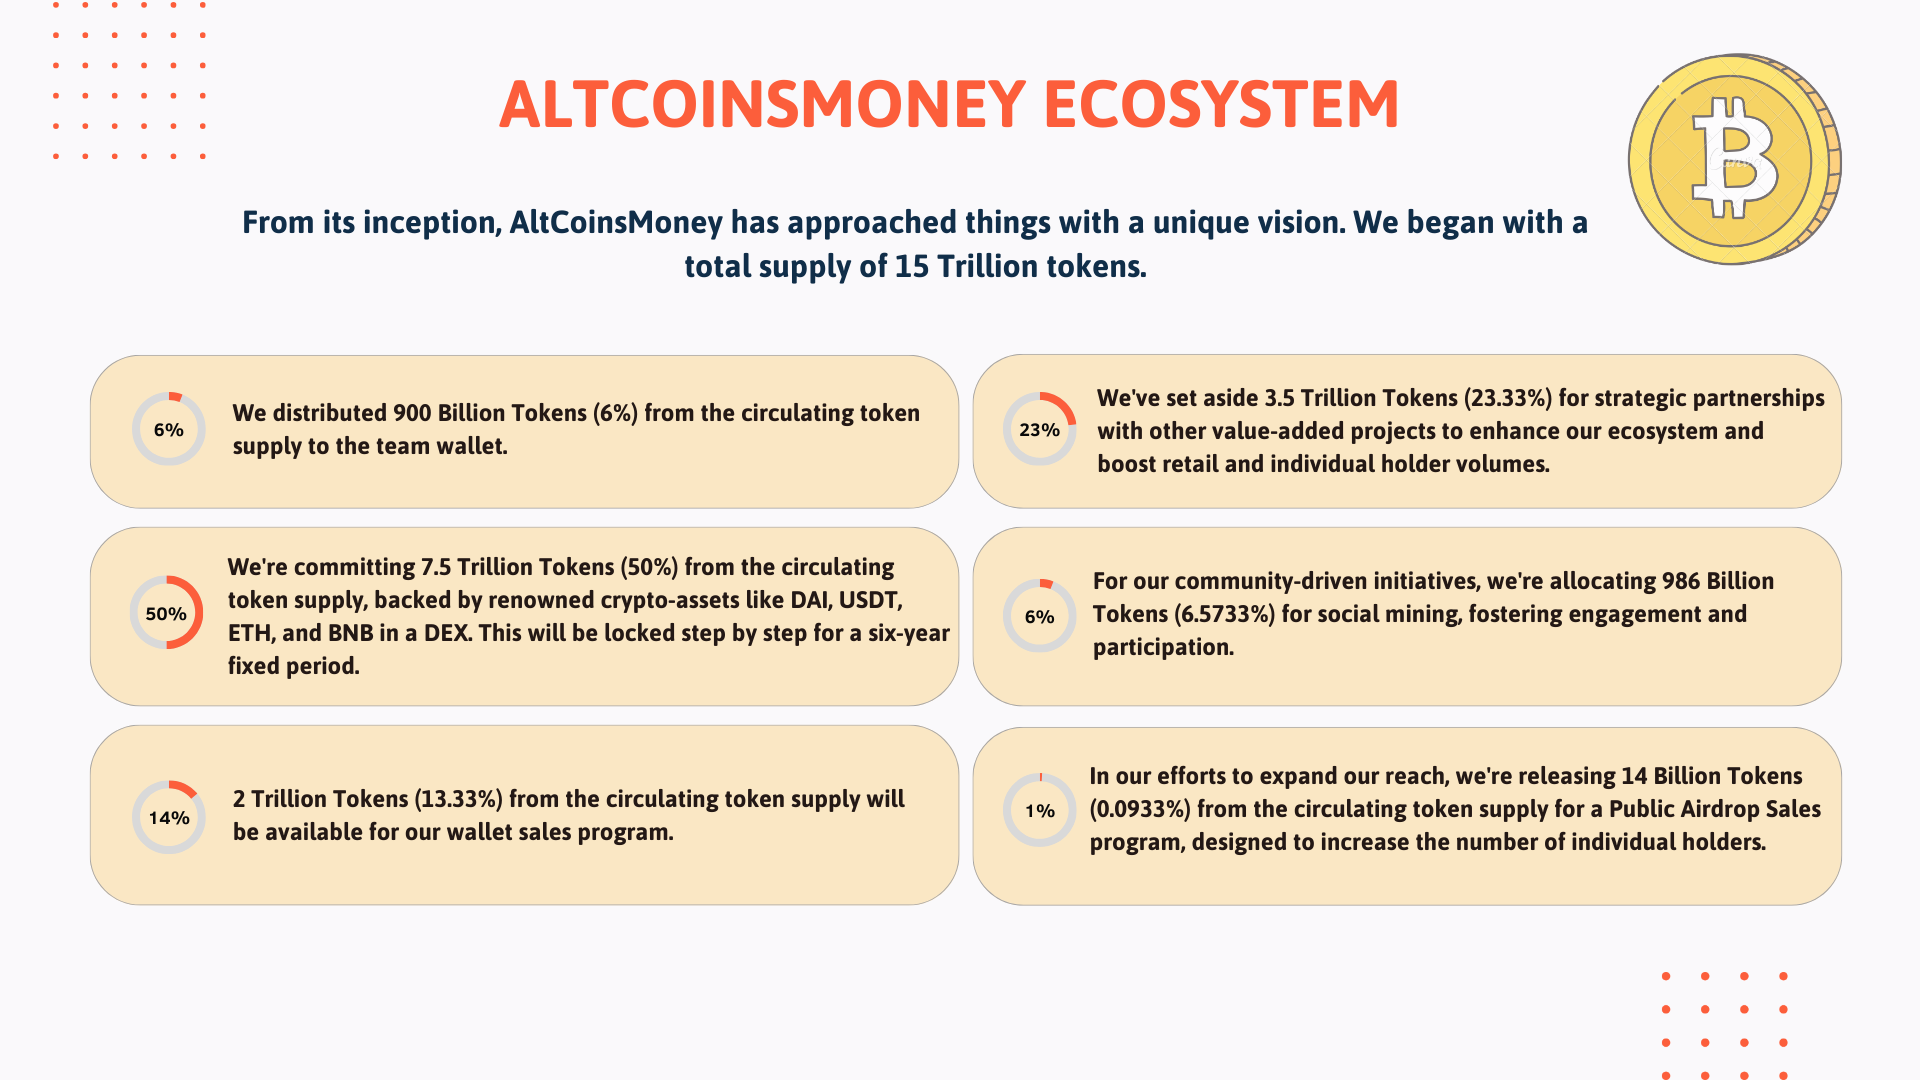 ALTCOINSMONEY ECOSYSTEM
From its inception, AltCoinsMoney has approached things with a unique vision. We began with a
total supply of 15 Trillion tokens.
6%
We distributed 900 Billion Tokens (6%) from the circulating token
supply to the team wallet.
23%
We've set aside 3.5 Trillion Tokens (23.33%) for strategic partnerships
with other value-added projects to enhance our ecosystem and
boost retail and individual holder volumes.
50%
We're committing 7.5 Trillion Tokens (50%) from the circulating
token supply, backed by renowned crypto-assets like DAI, USDT,
ETH, and BNB in a DEX. This will be locked step by step for a six-year
fixed period.
6%
For our community-driven initiatives, we're allocating 986 Billion
Tokens (6.5733%) for social mining, fostering engagement and
participation.
14%
2 Trillion Tokens (13.33%) from the circulating token supply will
be available for our wallet sales program.
1%
In our efforts to expand our reach, we're releasing 14 Billion Tokens
(0.0933%) from the circulating token supply for a Public Airdrop Sales
program, designed to increase the number of individual holders.